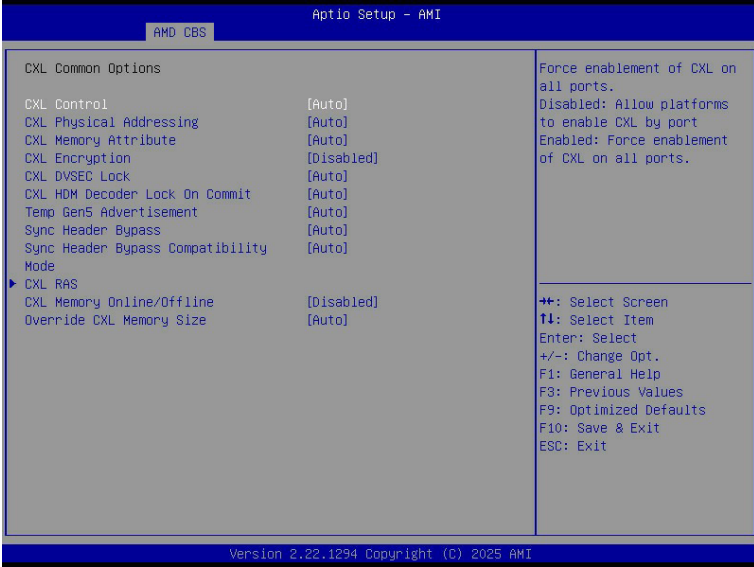 Aptio Setup - AMI
AMD CBS
CXL Common Options
CXL Control [Auto]
CXL Physical Addressing [Auto]
CXL Memory Attribute [Auto]
CXL Encryption [Disabled]
CXL DVSEC Lock [Auto]
CXL HDM Decoder Lock On Commit [Auto]
Temp Gen5 Advertisement [Auto]
Sync Header Bypass [Auto]
Sync Header Bypass Compatibility [Auto]
Mode
CXL RAS
CXL Memory Online/Offline [Disabled]
Override CXL Memory Size [Auto]
Force enablement of CXL on
all ports.
Disabled: Allow platforms
to enable CXL by port
Enabled: Force enablement
of CXL on all ports.
→←: Select Screen
↑↓: Select Item
Enter: Select
+/-: Change Opt.
F1: General Help
F3: Previous Values
F9: Optimized Defaults
F10: Save & Exit
ESC: Exit
Version 2.22.1294 Copyright (C) 2025 AMI